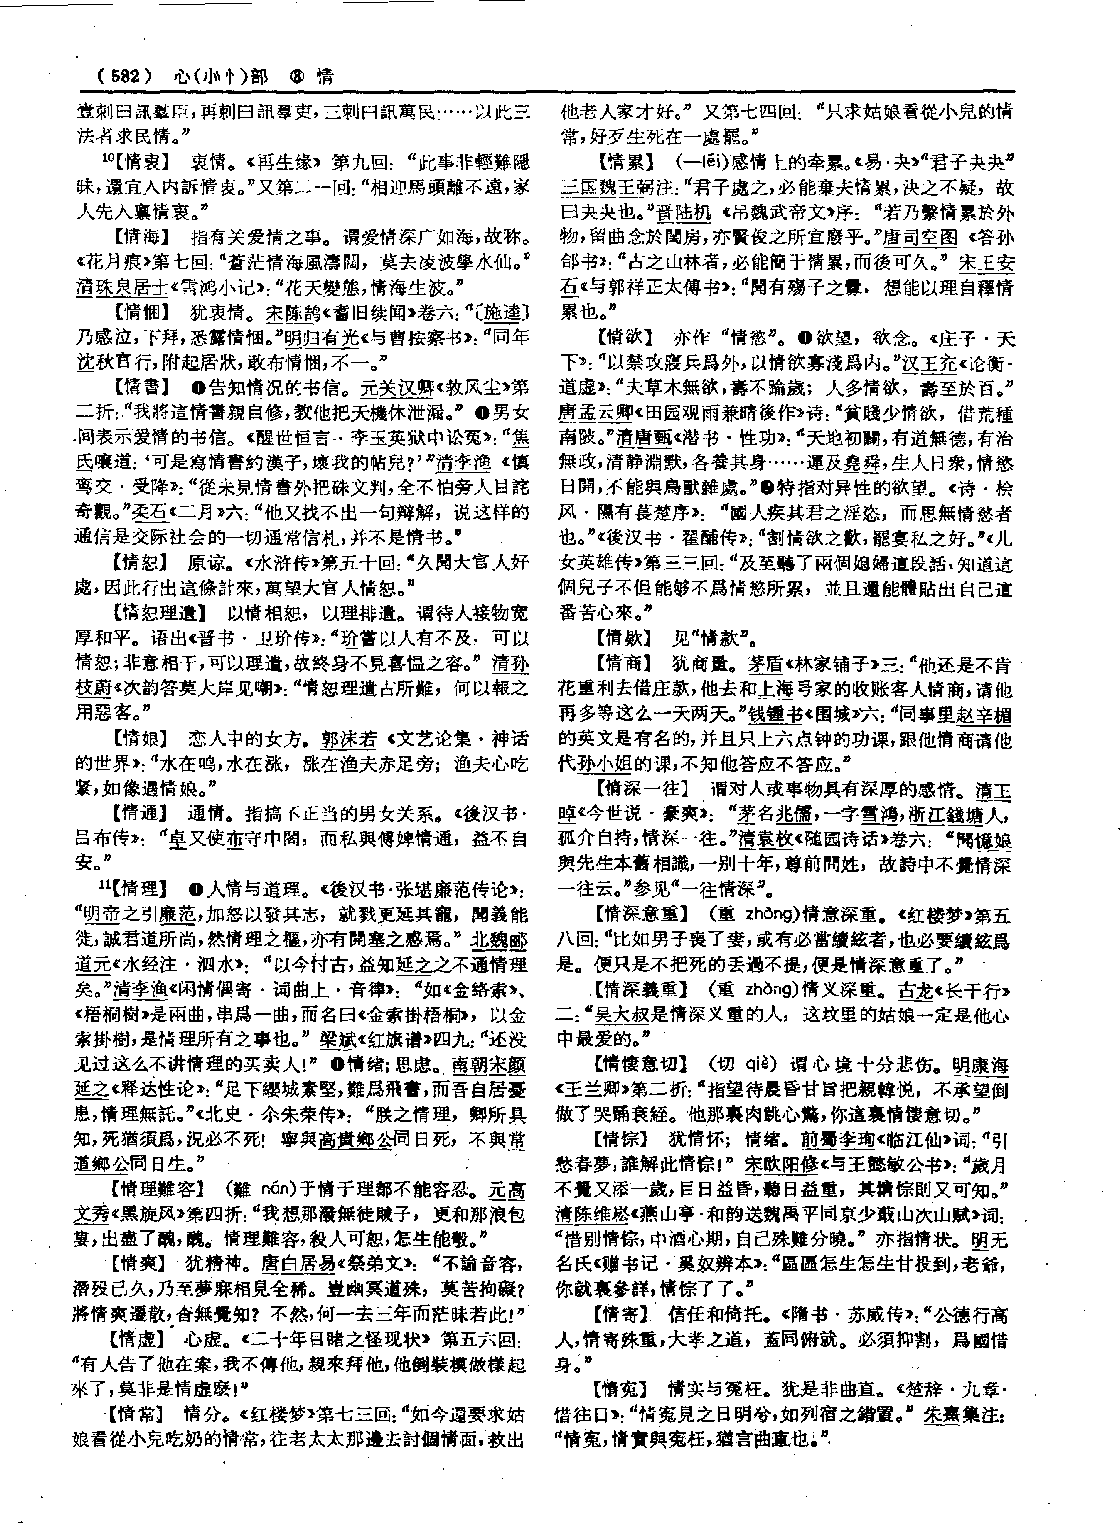 (582) 心(小忄)部 ⑧ 情
壹刺曰訊羣臣，再刺曰訊羣吏，三刺曰訊萬民……以此三
法者求民情。”
¹⁰【情衷】 衷情。《再生缘》第九回：“此事非輕難隱
昧，還宜入内訴情衷。”又第二一回：“相迎馬頭離不遠，家
人先入禀情衷。”
【情海】 指有关爱情之事。谓爱情深广如海，故称。
《花月痕》第七回：“蒼茫情海風濤闊，莫去凌波學水仙。”
清珠泉居士《雪鸿小记》：“花天變態，情海生波。”
【情悃】 犹衷情。宋陈鹄《耆旧续闻》卷六：“〔施逵〕
乃感泣，下拜，悉露情悃。”明归有光《与曹按察书》：“同年
沈秋官行，附起居狀，敢布情悃，不一。”
【情書】 ❶告知情况的书信。元关汉卿《救风尘》第
二折：“我將這情書親自修，教他把天機休泄漏。” ❷男女
间表示爱情的书信。《醒世恒言·李玉英狱中讼冤》：“焦
氏嚷道：‘可是寫情書約漢子，壞我的帖兒？’”清李渔《慎
鸾交·受降》：“從来見情書外把硃文判，全不怕旁人目詫
奇觀。”柔石《二月》六：“他又找不出一句辩解，说这样的
通信是交际社会的一切通常信札，并不是情书。”
【情恕】 原谅。《水浒传》第五十回：“久聞大官人好
處，因此行出這條計來，萬望大官人情恕。”
【情恕理遣】 以情相恕，以理排遣。谓待人接物宽
厚和平。语出《晋书·卫玠传》：“玠嘗以人有不及，可以
情恕；非意相干，可以理遣，故終身不見喜愠之容。”清孙
枝蔚《次韵答莫大岸见嘲》：“情恕理遣古所難，何以報之
用惡客。”
【情娘】 恋人中的女方。郭沫若《文艺论集·神话
的世界》：“水在鸣，水在涨，涨在渔夫赤足旁；渔夫心吃
紧，如像遇情娘。”
【情通】 通情。指搞不正当的男女关系。《後汉书·
吕布传》：“卓又使布守中閤，而私與傅婢情通，益不自
安。”
¹¹【情理】 ❶人情与道理。《後汉书·张堪廉范传论》：
“明帝之引廉范，加怒以發其志，就戮更延其寵，聞義能
徙，誠君道所尚，然情理之樞，亦有開塞之感焉。”北魏郦
道元《水经注·泗水》：“以今忖古，益知延之之不通情理
矣。”清李渔《闲情偶寄·词曲上·音律》：“如《金絡索》、
《梧桐樹》是兩曲，串爲一曲，而名曰《金索掛梧桐》，以金
索掛樹，是情理所有之事也。”梁斌《红旗谱》四九：“还没
见过这么不讲情理的买卖人！” ❷情绪；思虑。南朝宋颜
延之《释达性论》：“足下纓城素堅，難爲飛書，而吾自居憂
患，情理無託。”《北史·尒朱荣传》：“朕之情理，卿所具
知，死猶須爲，况必不死！寧與高貴鄉公同日死，不與常
道鄉公同日生。”
【情理難容】 （難 nán）于情于理都不能容忍。元高
文秀《黑旋风》第四折：“我想那潑無徒賊子，更和那浪包
婁，出盡了醜，醜。情理難容，殺人可恕，怎生能彀。”
【情爽】 犹精神。唐白居易《祭弟文》：“不諭音容，
潛殁已久，乃至夢寐相見全稀。豈幽冥道殊，莫苦拘礙？
將情爽遷散，杳無覺知？不然，何一去三年而茫昧若此！”
【情虚】 心虚。《二十年目睹之怪现状》第五六回：
“有人告了他在案，我不傳他，想來拜他，他倒裝模做樣起
來了，莫非是情虛麽！”
【情常】 情分。《红楼梦》第七三回：“如今還要求姑
娘看從小兒吃奶的情常，往老太太那邊去討個情面，救出
他老人家才好。”又第七四回：“只求姑娘看從小兒的情
常，好歹生死在一處罷。”
【情累】 （—lěi）感情上的牵累。《易·夬》“君子夬夬”
三国魏王弼注：“君子處之，必能棄夫情累，決之不疑，故
曰夬夬也。”晋陆机《吊魏武帝文》序：“若乃繫情累於外
物，留曲念於閨房，亦賢俊之所宜廢乎。”唐司空图《答孙
郃书》：“古之山林者，必能簡于情累，而後可久。”宋王安
石《与郭祥正太博书》：“聞有殤子之釁，想能以理自釋情
累也。”
【情欲】 亦作“情慾”。❶欲望，欲念。《庄子·天
下》：“以禁攻寢兵爲外，以情欲寡淺爲内。”汉王充《论衡·
道虚》：“夫草木無欲，壽不踰歲；人多情欲，壽至於百。”
唐孟云卿《田园观雨兼晴後作》诗：“貧賤少情欲，借荒種
南陂。”清唐甄《潜书·性功》：“天地初闢，有道無德，有治
無政，清静淵默，各養其身……運及堯舜，生人日衆，情慾
日開，不能與鳥獸雜處。”❷特指对异性的欲望。《诗·桧
风·隰有萇楚序》：“國人疾其君之淫恣，而思無情慾者
也。”《後汉书·翟酺传》：“割情欲之歡，罷宴私之好。”《儿
女英雄传》第三三回：“及至聽了兩個媳婦這段話，知道這
個兒子不但能够不爲情慾所累，並且還能體貼出自己這
番苦心來。”
【情欵】 见“情款”。
【情商】 犹商量。茅盾《林家铺子》三：“他还是不肯
花重利去借庄款，他去和上海号家的收账客人情商，请他
再多等这么一天两天。”钱锺书《围城》六：“同事里赵辛楣
的英文是有名的，并且只上六点钟的功课，跟他情商请他
代孙小姐的课，不知他答应不答应。”
【情深一往】 谓对人或事物具有深厚的感情。清王
晫《今世说·豪爽》：“茅名兆儒，一字雪鴻，浙江錢塘人，
孤介自持，情深一往。”清袁枚《随园诗话》卷六：“聞憶娘
與先生本舊相識，一别十年，尊前問姓，故詩中不覺情深
一往云。”参见“一往情深”。
【情深意重】 （重 zhòng）情意深重。《红楼梦》第五
八回：“比如男子喪了妻，或有必當續絃者，也必要續絃爲
是。便只是不把死的丢過不提，便是情深意重了。”
【情深義重】 （重 zhòng）情义深重。古龙《长干行》
二：“吴大叔是情深义重的人，这坟里的姑娘一定是他心
中最爱的。”
【情悽意切】 （切 qiè）谓心境十分悲伤。明康海
《王兰卿》第二折：“指望待晨昏甘旨把親韓悦，不承望倒
做了哭踊衰絰。他那裏肉跳心驚，你這裏情悽意切。”
【情悰】 犹情怀；情绪。前蜀李珣《临江仙》词：“引
愁春夢，誰解此情悰！”宋欧阳修《与王懿敏公书》：“歲月
不覺又添一歲，目日益昏，聽日益重，其情悰則又可知。”
清陈维崧《燕山亭·和韵送魏禹平同京少戢山次山赋》词：
“惜别情悰，中酒心期，自己殊難分曉。”亦指情状。明无
名氏《赠书记·奚奴辨本》：“區區怎生怎生甘投到，老爺，
你就裏參詳，情悰了了。”
【情寄】 信任和倚托。《隋书·苏威传》：“公德行高
人，情寄殊重，大孝之道，蓋同俯就。必須抑割，爲國惜
身。”
【情冤】 情实与冤枉。犹是非曲直。《楚辞·九章·
惜往日》：“情冤見之日明兮，如列宿之錯置。”朱熹集注：
“情冤，情實與冤枉，猶言曲直也。”